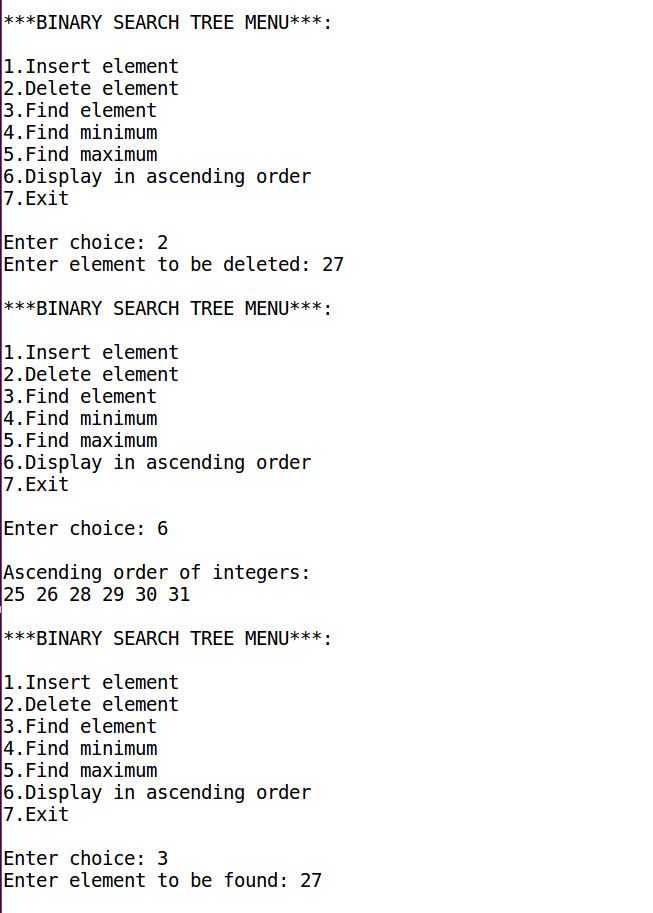 ***BINARY SEARCH TREE MENU***:
1.Insert element
2.Delete element
3.Find element
4.Find minimum
5.Find maximum
6.Display in ascending order
7.Exit
Enter choice: 2
Enter element to be deleted: 27
***BINARY SEARCH TREE MENU***:
1.Insert element
2.Delete element
3.Find element
4.Find minimum
5.Find maximum
6.Display in ascending order
7.Exit
Enter choice: 6
Ascending order of integers:
25 26 28 29 30 31
***BINARY SEARCH TREE MENU***:
1.Insert element
2.Delete element
3.Find element
4.Find minimum
5.Find maximum
6.Display in ascending order
7.Exit
Enter choice: 3
Enter element to be found: 27